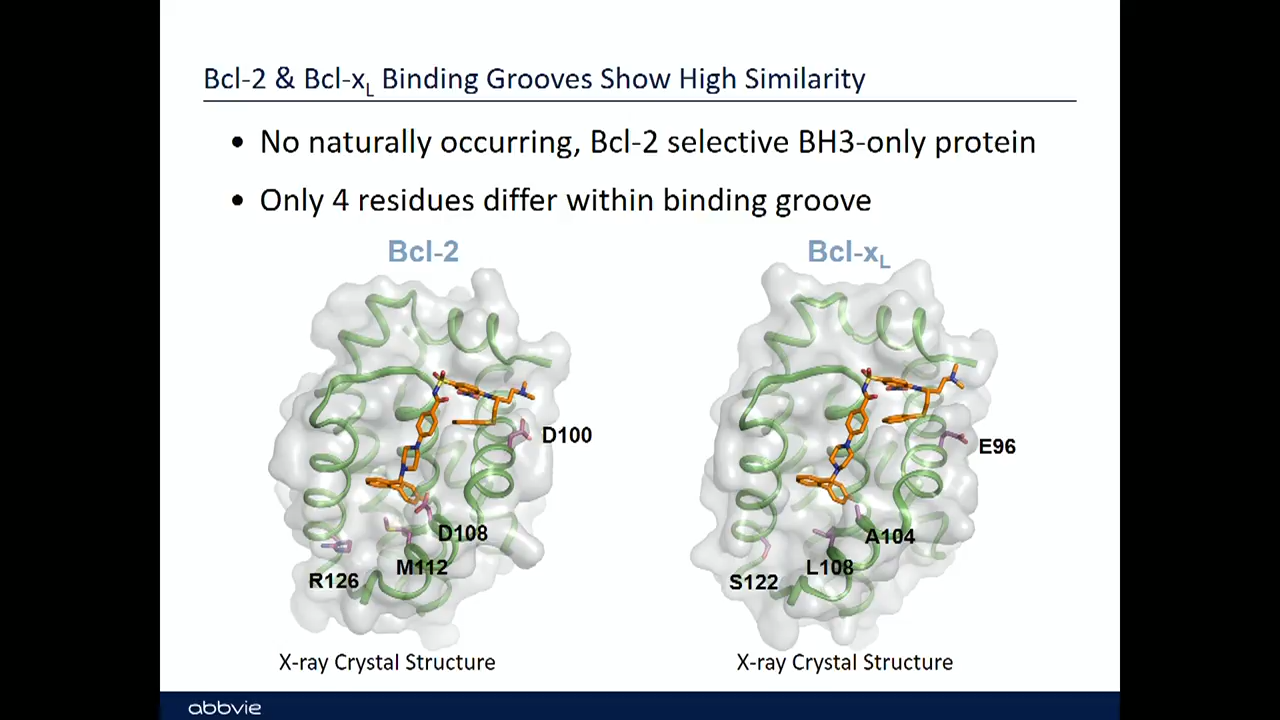 Bcl-2 & Bcl-xL Binding Grooves Show High Similarity
• No naturally occurring, Bcl-2 selective BH3-only protein
• Only 4 residues differ within binding groove
Bcl-2
D100
D108
M112
R126
X-ray Crystal Structure
Bcl-xL
E96
A104
L108
S122
X-ray Crystal Structure
abbvie